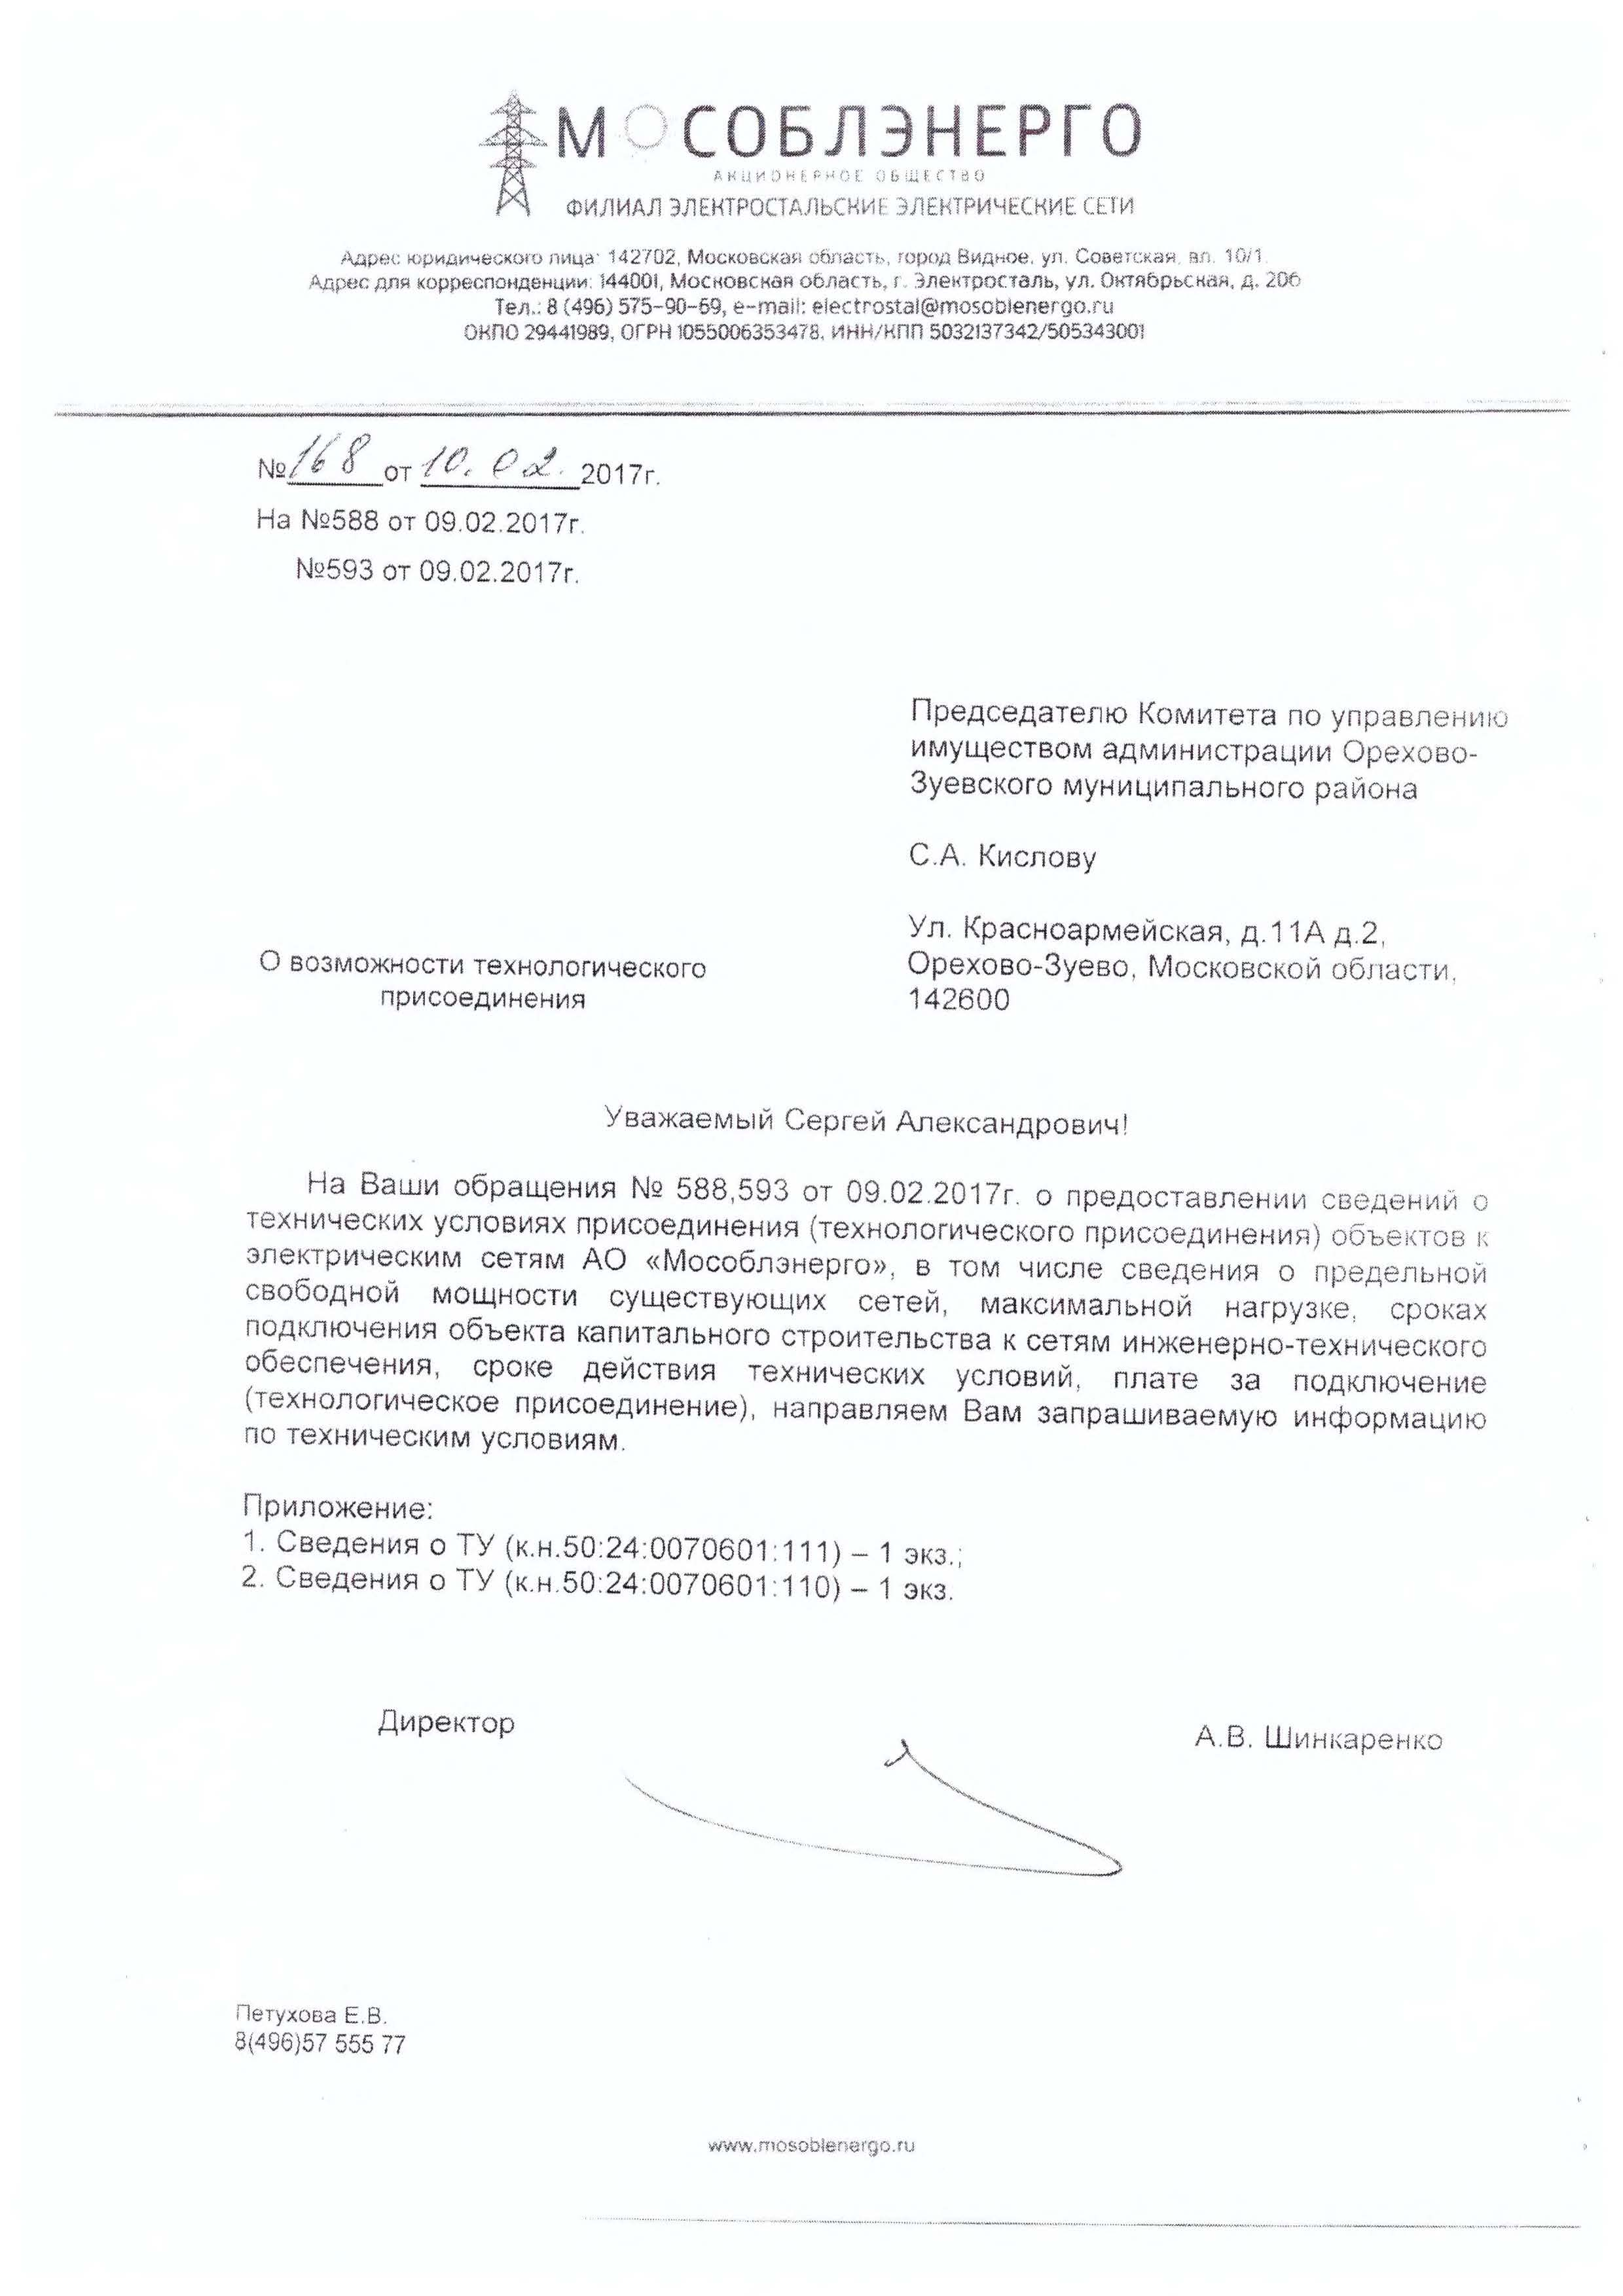 МОСОБЛЭНЕРГО
АКЦИОНЕРНОЕ ОБЩЕСТВО
ФИЛИАЛ ЭЛЕКТРОСТАЛЬСКИЕ ЭЛЕКТРИЧЕСКИЕ СЕТИ
Адрес юридического лица: 142702, Московская область, город Видное, ул. Советская, вл. 10/1
Адрес для корреспонденции: 144001, Московская область, г. Электросталь, ул. Октябрьская, д. 20б
Тел.: 8 (496) 575-90-69, e-mail: electrostal@mosoblenergo.ru
ОКПО 29441989, ОГРН 1055006353478, ИНН/КПП 5032137342/505343001
№168 от 10.02.2017г.
На №588 от 09.02.2017г.
№593 от 09.02.2017г.
Председателю Комитета по управлению
имуществом администрации Орехово-
Зуевского муниципального района
С.А. Кислову
Ул. Красноармейская, д.11А д.2,
Орехово-Зуево, Московской области,
142600
О возможности технологического
присоединения
Уважаемый Сергей Александрович!
На Ваши обращения № 588,593 от 09.02.2017г. о предоставлении сведений о
технических условиях присоединения (технологического присоединения) объектов к
электрическим сетям АО «Мособлэнерго», в том числе сведения о предельной
свободной мощности существующих сетей, максимальной нагрузке, сроках
подключения объекта капитального строительства к сетям инженерно-технического
обеспечения, сроке действия технических условий, плате за подключение
(технологическое присоединение), направляем Вам запрашиваемую информацию
по техническим условиям.
Приложение:
1. Сведения о ТУ (к.н.50:24:0070601:111) – 1 экз.;
2. Сведения о ТУ (к.н.50:24:0070601:110) – 1 экз.
Директор
А.В. Шинкаренко
Петухова Е.В.
8(496)57 555 77
www.mosoblenergo.ru